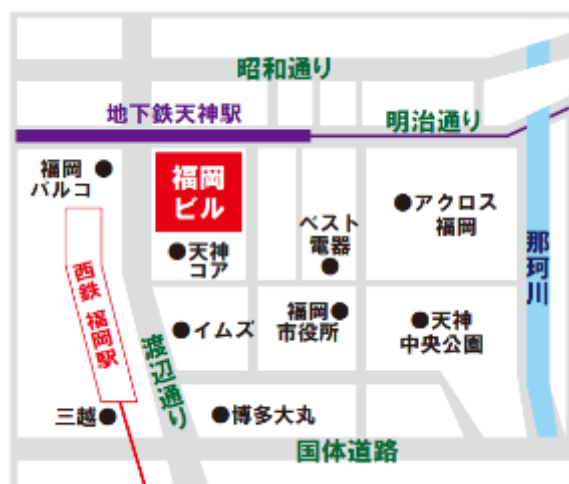 昭和通り
地下鉄天神駅
明治通り
福岡
パルコ
福岡
ビル
アクロス
福岡
ベスト
電器
天神
コア
那珂川
西鉄 福岡駅
イムズ
福岡
市役所
天神
中央公園
渡辺通り
三越
博多大丸
国体道路